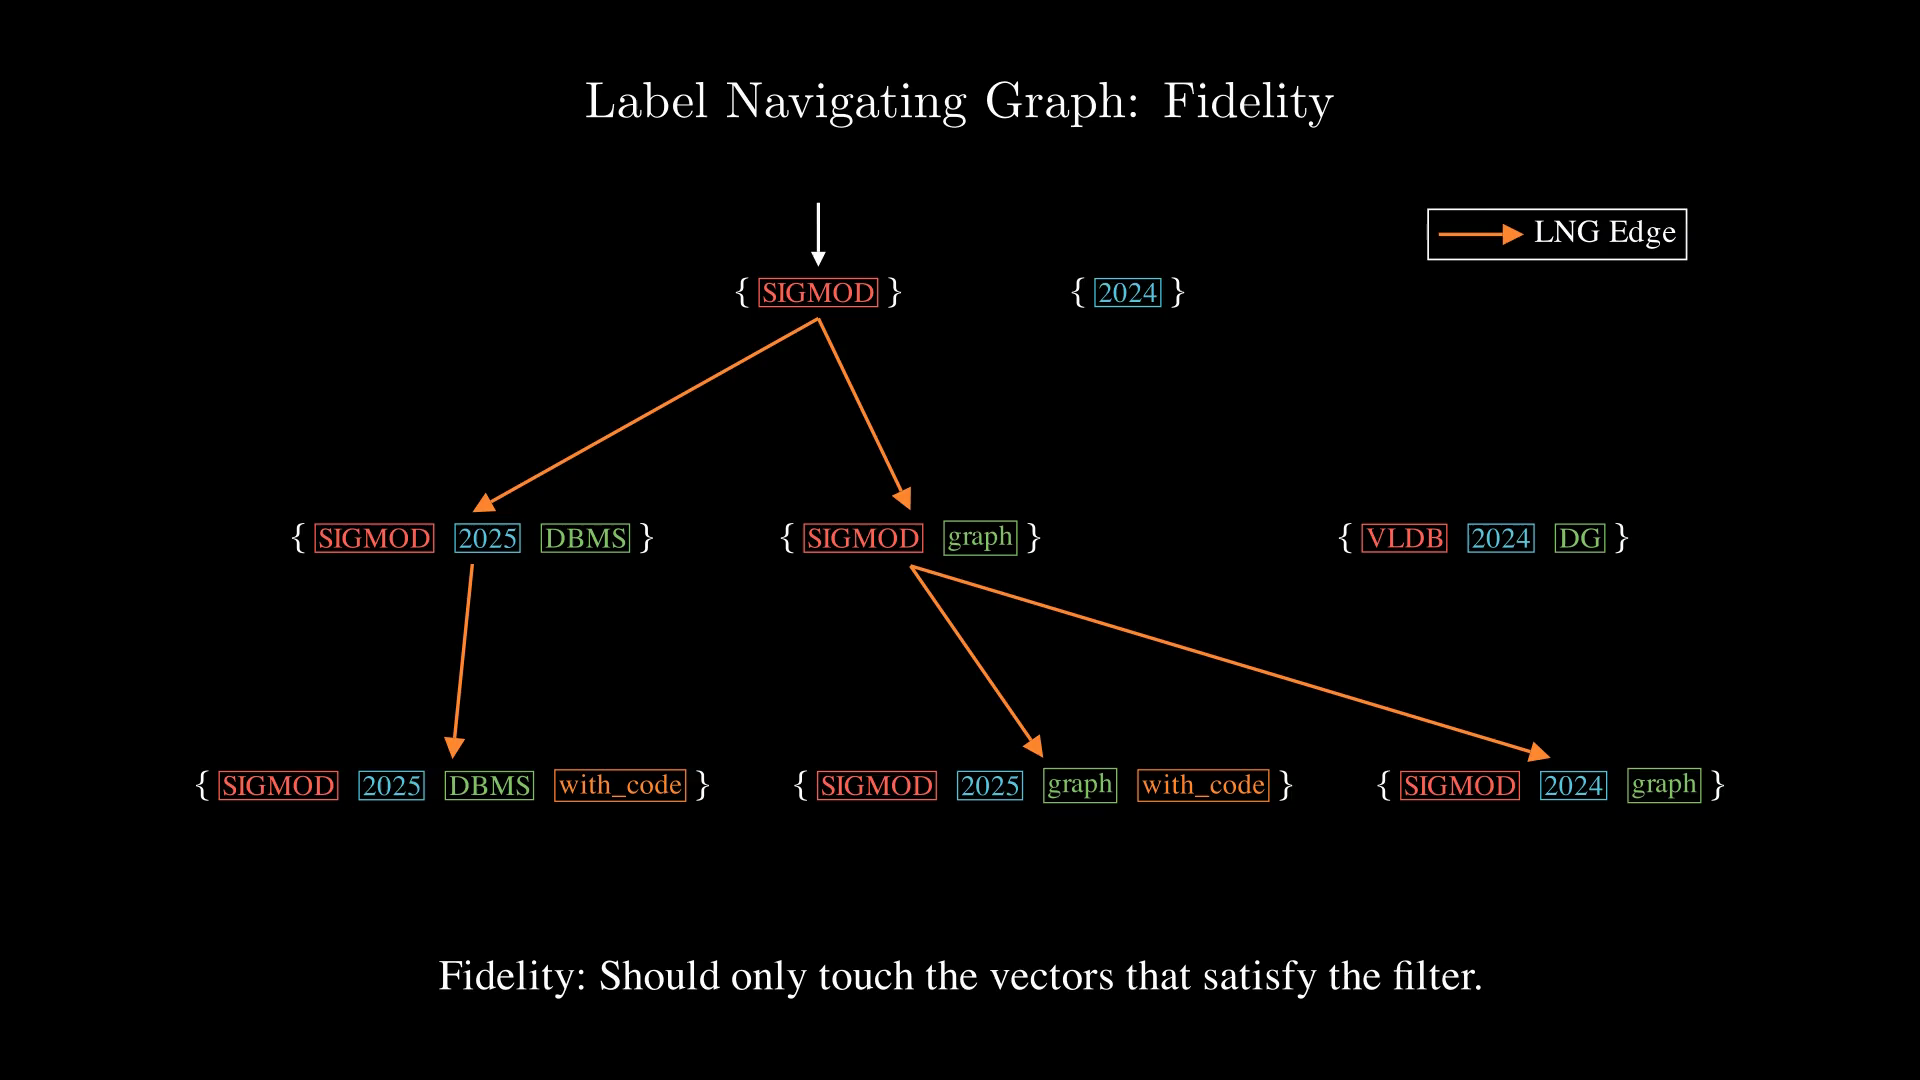 Label Navigating Graph: Fidelity
LNG Edge
{ SIGMOD } { 2024 }
{ SIGMOD 2025 DBMS } { SIGMOD graph } { VLDB 2024 DG }
{ SIGMOD 2025 DBMS with_code } { SIGMOD 2025 graph with_code } { SIGMOD 2024 graph }
Fidelity: Should only touch the vectors that satisfy the filter.